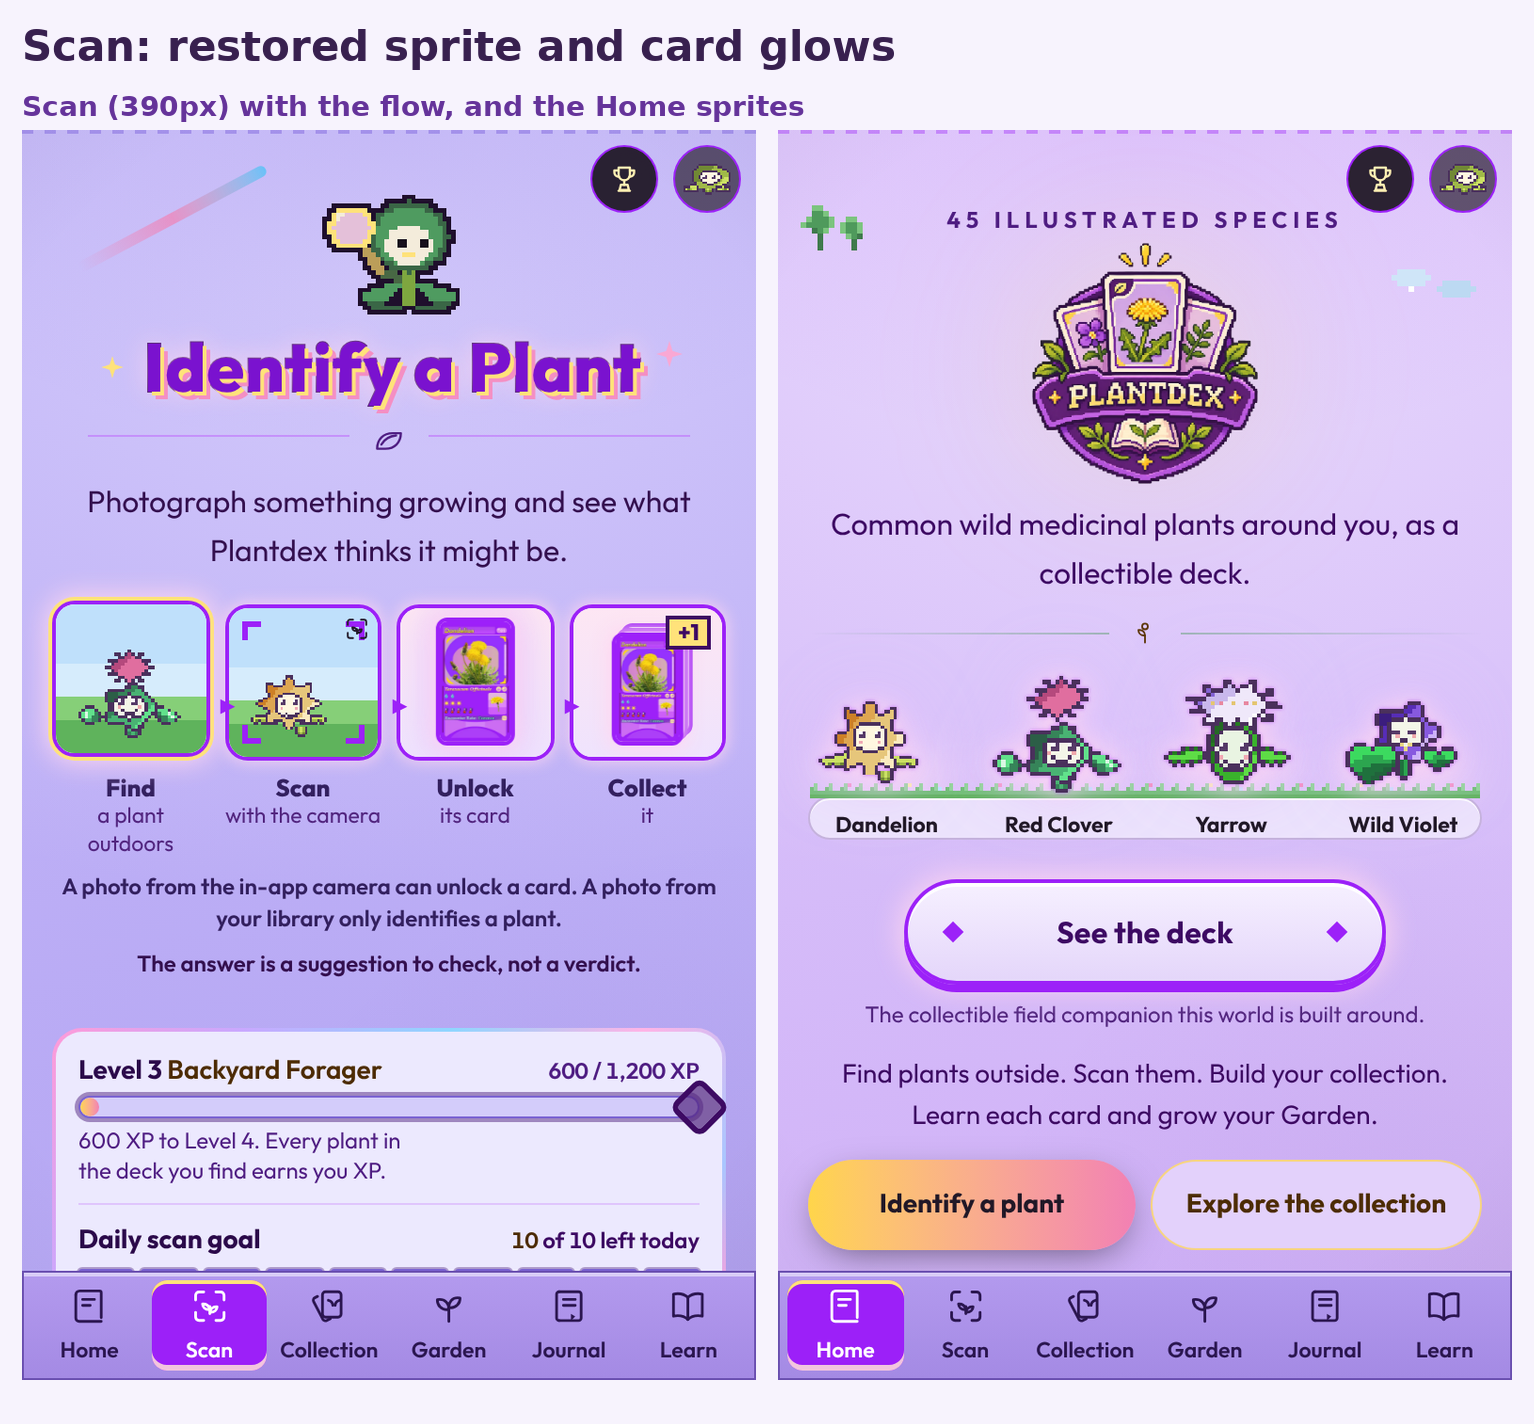 Scan: restored sprite and card glows
Scan (390px) with the flow, and the Home sprites
Identify a Plant
Photograph something growing and see what
Plantdex thinks it might be.
+1
Find
a plant
outdoors
Scan
with the camera
Unlock
its card
Collect
it
A photo from the in-app camera can unlock a card. A photo from
your library only identifies a plant.
The answer is a suggestion to check, not a verdict.
Level 3 Backyard Forager
600 / 1,200 XP
600 XP to Level 4. Every plant in
the deck you find earns you XP.
Daily scan goal
10 of 10 left today
Home
Scan
Collection
Garden
Journal
Learn
45 ILLUSTRATED SPECIES
PLANTDEX
Common wild medicinal plants around you, as a
collectible deck.
Dandelion
Red Clover
Yarrow
Wild Violet
See the deck
The collectible field companion this world is built around.
Find plants outside. Scan them. Build your collection.
Learn each card and grow your Garden.
Identify a plant
Explore the collection
Home
Scan
Collection
Garden
Journal
Learn